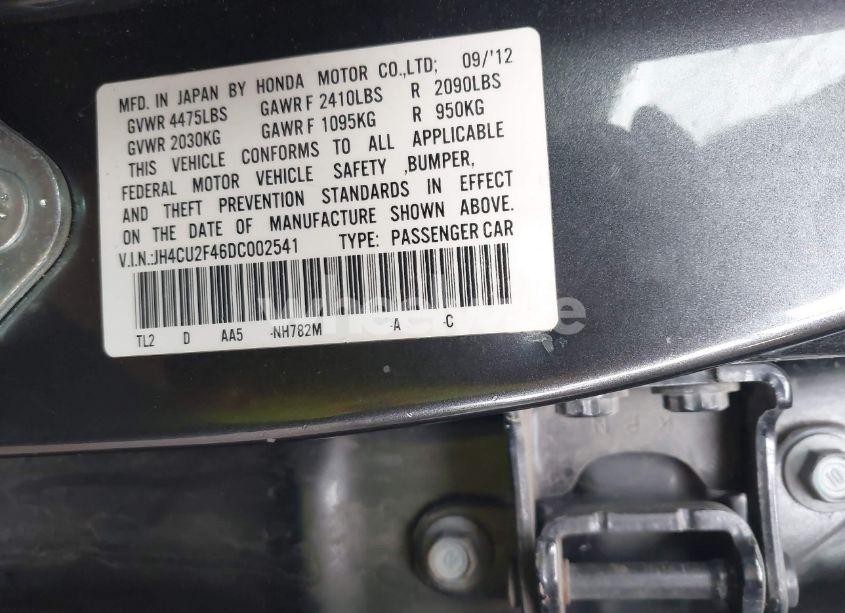 MFD. IN JAPAN BY HONDA MOTOR CO.,LTD; 09/'12
GVWR 4475LBS GAWR F 2410LBS R 2090LBS
GVWR 2030KG GAWR F 1095KG R 950KG
THIS VEHICLE CONFORMS TO ALL APPLICABLE
FEDERAL MOTOR VEHICLE SAFETY ,BUMPER,
AND THEFT PREVENTION STANDARDS IN EFFECT
ON THE DATE OF MANUFACTURE SHOWN ABOVE.
V.I.N.:JH4CU2F46DC002541 TYPE: PASSENGER CAR
TL2 D AA5 -NH782M -A -C
K P N
10